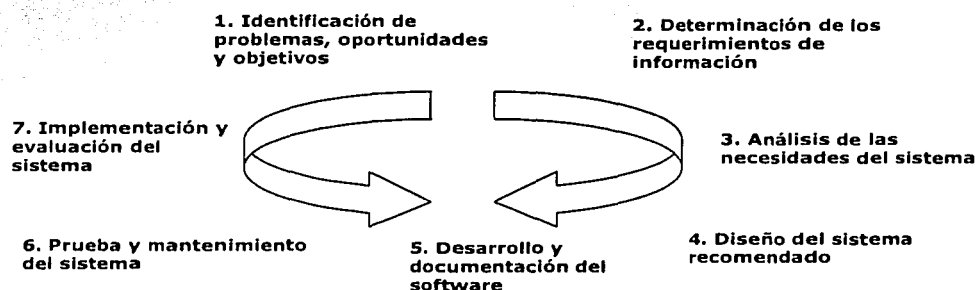 1. Identificación de
problemas, oportunidades
y objetivos
2. Determinación de los
requerimientos de
información
3. Análisis de las
necesidades del sistema
4. Diseño del sistema
recomendado
5. Desarrollo y
documentación del
software
6. Prueba y mantenimiento
del sistema
7. Implementación y
evaluación del
sistema